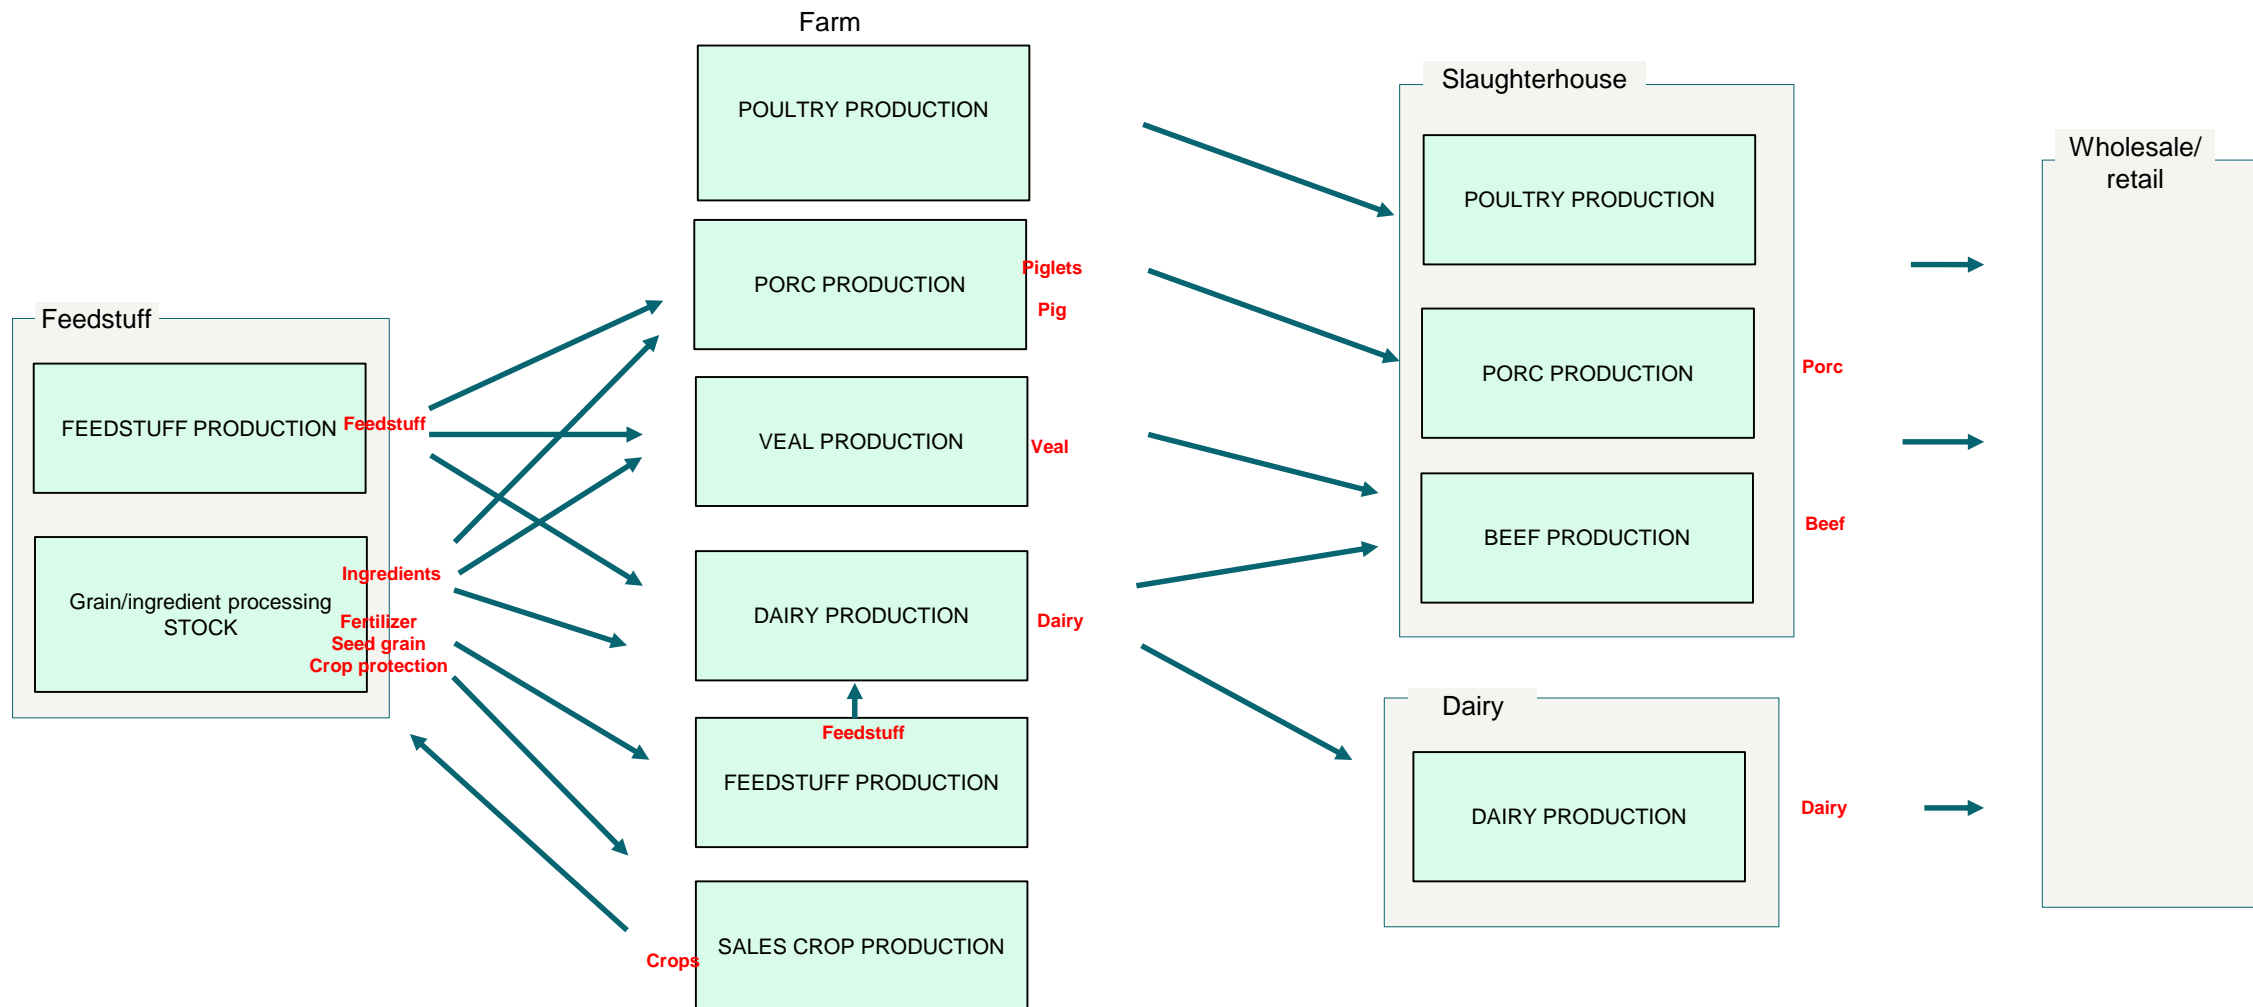 Farm
POULTRY PRODUCTION
PORC PRODUCTION
Piglets
Pig
VEAL PRODUCTION
Veal
DAIRY PRODUCTION
Dairy
Feedstuff
FEEDSTUFF PRODUCTION
SALES CROP PRODUCTION
Crops
Feedstuff
FEEDSTUFF PRODUCTION
Feedstuff
Grain/ingredient processing
STOCK
Ingredients
Fertilizer
Seed grain
Crop protection
Slaughterhouse
POULTRY PRODUCTION
PORC PRODUCTION
Porc
BEEF PRODUCTION
Beef
Dairy
DAIRY PRODUCTION
Dairy
Wholesale/
retail